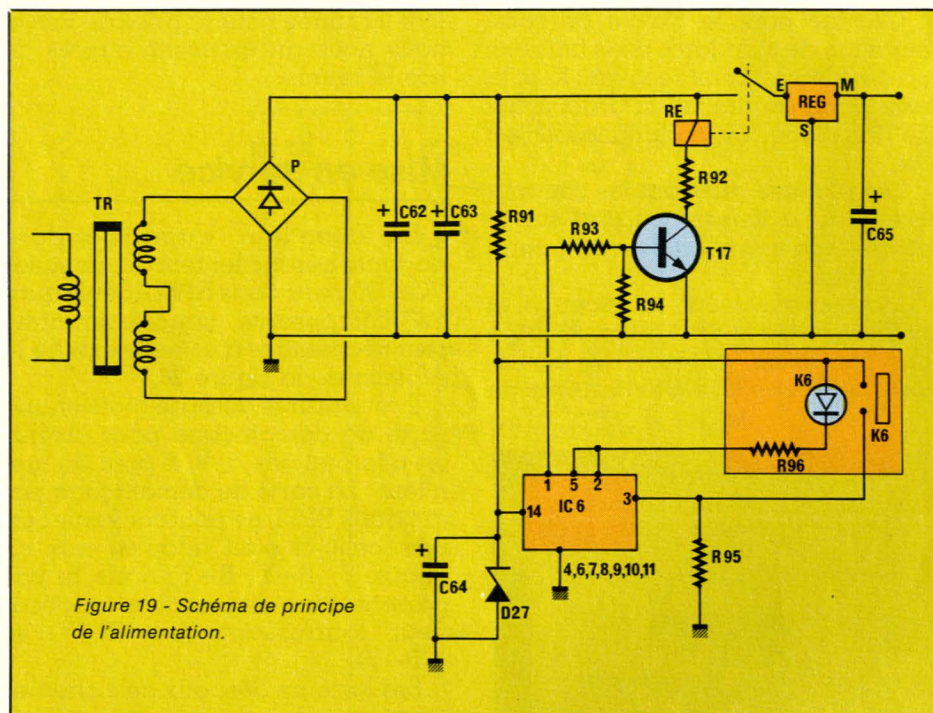 TR
P
C62
+
C63
+
R91
R93
R94
RE
R92
T17
E
REG
M
S
+
C65
K6
K6
R96
1
5
2
14
IC 6
3
4,6,7,8,9,10,11
R95
+
C64
D27
Figure 19 - Schéma de principe
de l'alimentation.